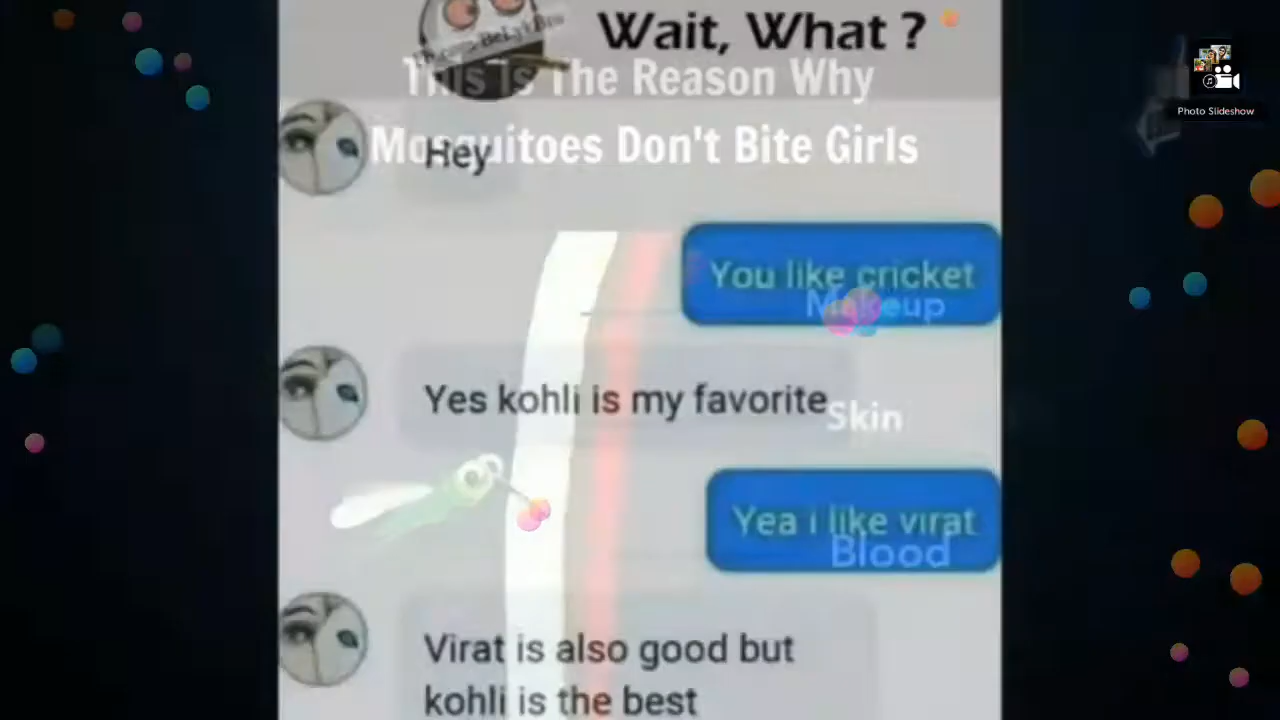 Wait, What ?
This Is The Reason Why
Mosquitoes Don't Bite Girls
Photo Slideshow
Hey
You like cricket
Makeup
Yes kohli is my favorite
Skin
Yea i like virat
Blood
Virat is also good but
kohli is the best